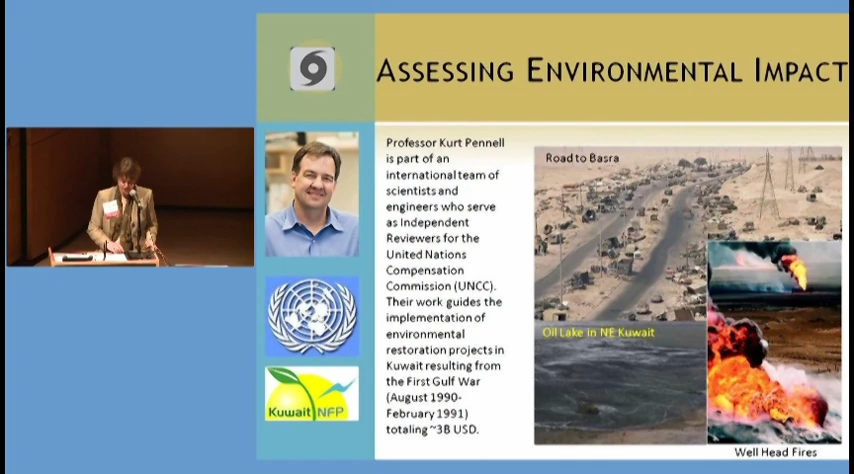 ASSESSING ENVIRONMENTAL IMPACT
Professor Kurt Pennell
is part of an
international team of
scientists and
engineers who serve
as Independent
Reviewers for the
United Nations
Compensation
Commission (UNCC).
Their work guides the
implementation of
environmental
restoration projects in
Kuwait resulting from
the First Gulf War
(August 1990-
February 1991)
totaling ~3B USD.
Road to Basra
Oil Lake in NE Kuwait
Well Head Fires
Kuwait NFP